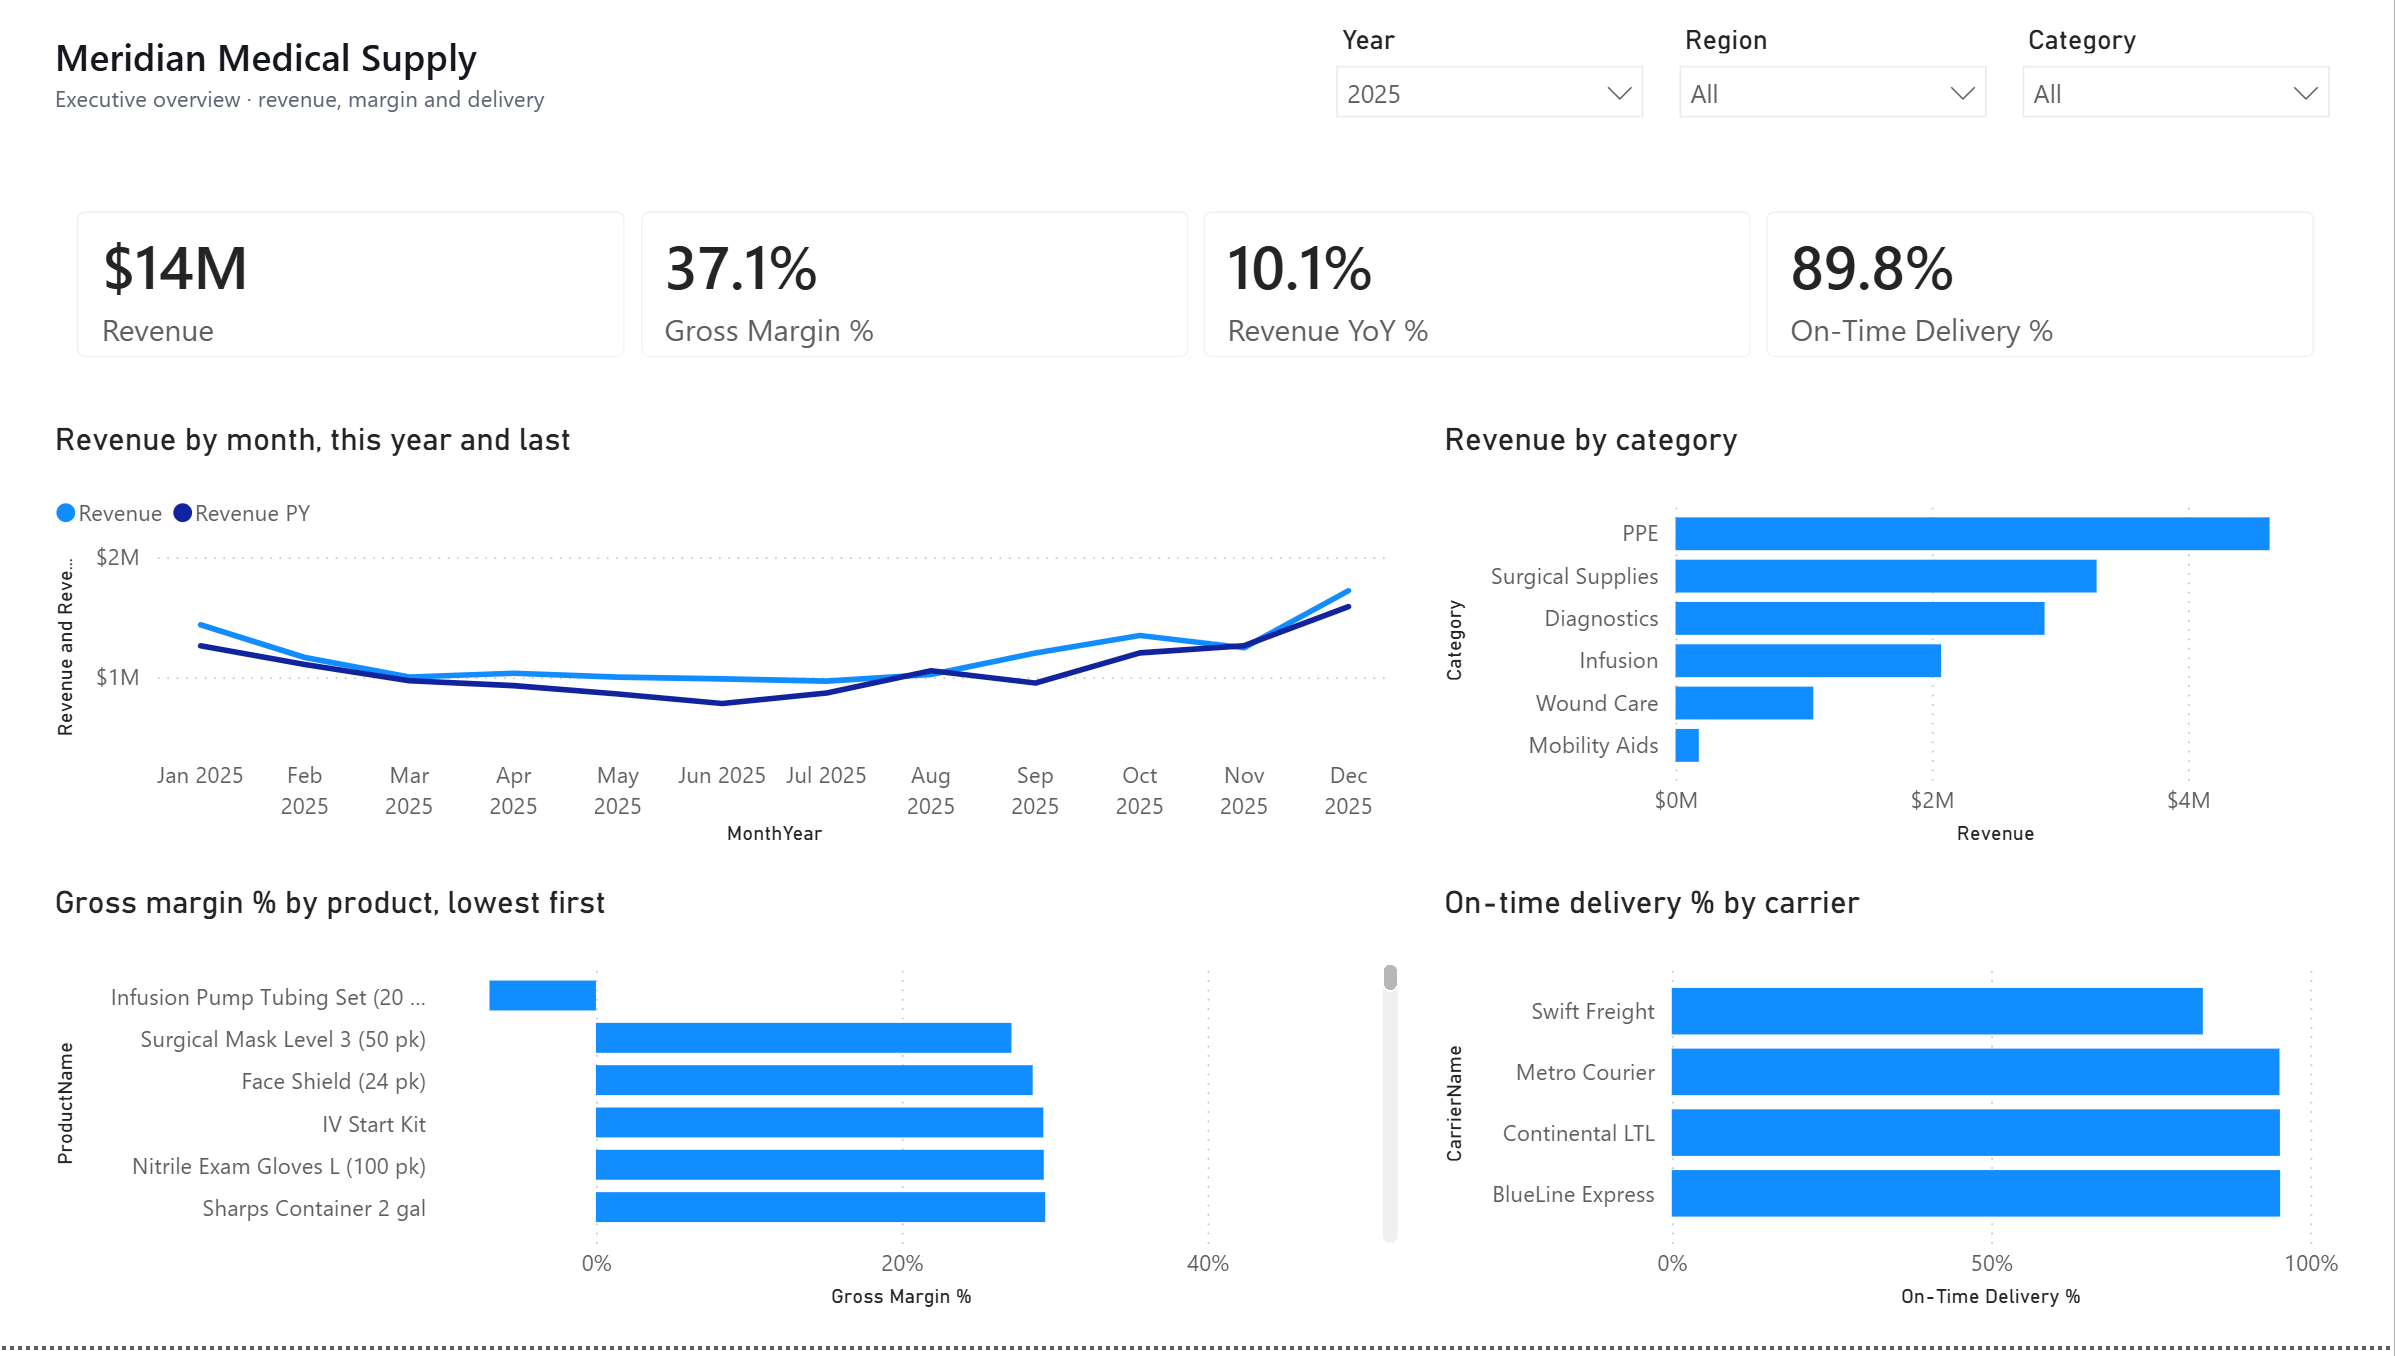 Meridian Medical Supply
Executive overview · revenue, margin and delivery
Year
2025
Region
All
Category
All
$14M
Revenue
37.1%
Gross Margin %
10.1%
Revenue YoY %
89.8%
On-Time Delivery %
Revenue by month, this year and last
Revenue
Revenue PY
Revenue and Reve...
$2M
$1M
Jan 2025
Feb
2025
Mar
2025
Apr
2025
May
2025
Jun 2025
Jul 2025
Aug
2025
Sep
2025
Oct
2025
Nov
2025
Dec
2025
MonthYear
Revenue by category
Category
PPE
Surgical Supplies
Diagnostics
Infusion
Wound Care
Mobility Aids
$0M
$2M
$4M
Revenue
Gross margin % by product, lowest first
ProductName
Infusion Pump Tubing Set (20 ...
Surgical Mask Level 3 (50 pk)
Face Shield (24 pk)
IV Start Kit
Nitrile Exam Gloves L (100 pk)
Sharps Container 2 gal
0%
20%
40%
Gross Margin %
On-time delivery % by carrier
CarrierName
Swift Freight
Metro Courier
Continental LTL
BlueLine Express
0%
50%
100%
On-Time Delivery %